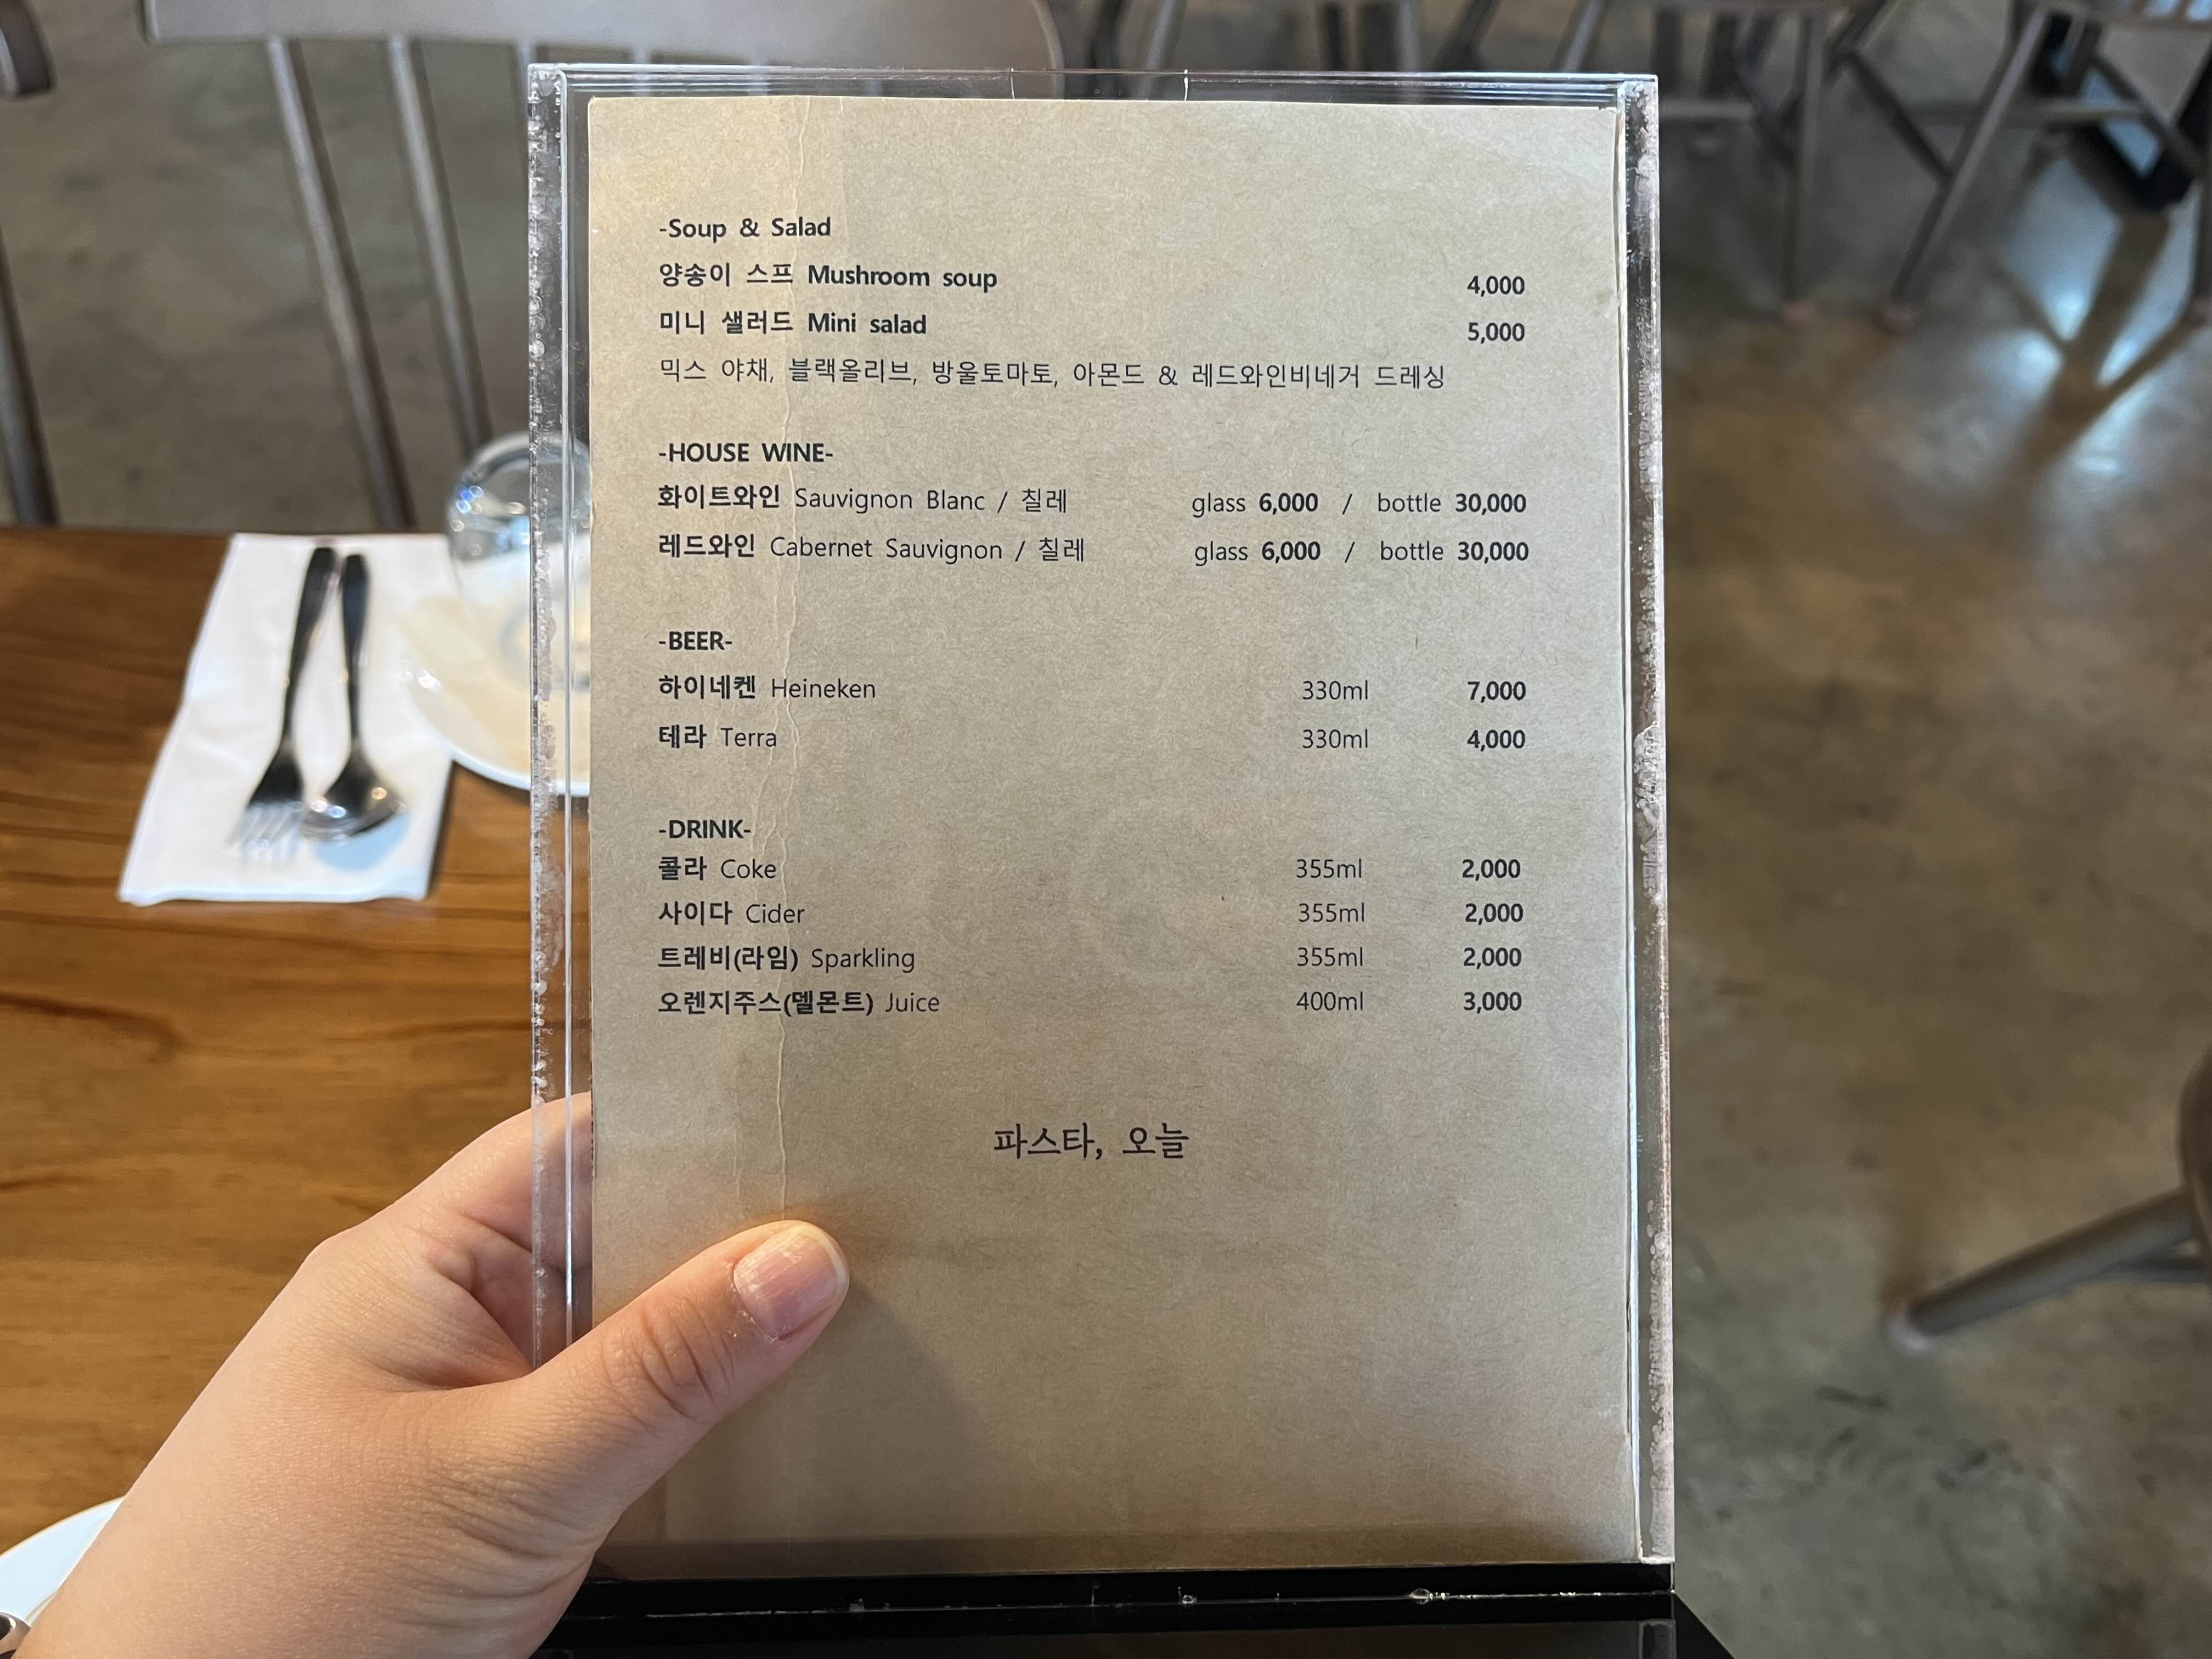 -Soup & Salad
양송이 스프 Mushroom soup 4,000
미니 샐러드 Mini salad 5,000
믹스 야채, 블랙올리브, 방울토마토, 아몬드 & 레드와인비네거 드레싱
-HOUSE WINE-
화이트와인 Sauvignon Blanc / 칠레 glass 6,000 / bottle 30,000
레드와인 Cabernet Sauvignon / 칠레 glass 6,000 / bottle 30,000
-BEER-
하이네켄 Heineken 330ml 7,000
테라 Terra 330ml 4,000
-DRINK-
콜라 Coke 355ml 2,000
사이다 Cider 355ml 2,000
트레비(라임) Sparkling 355ml 2,000
오렌지주스(델몬트) Juice 400ml 3,000
파스타, 오늘